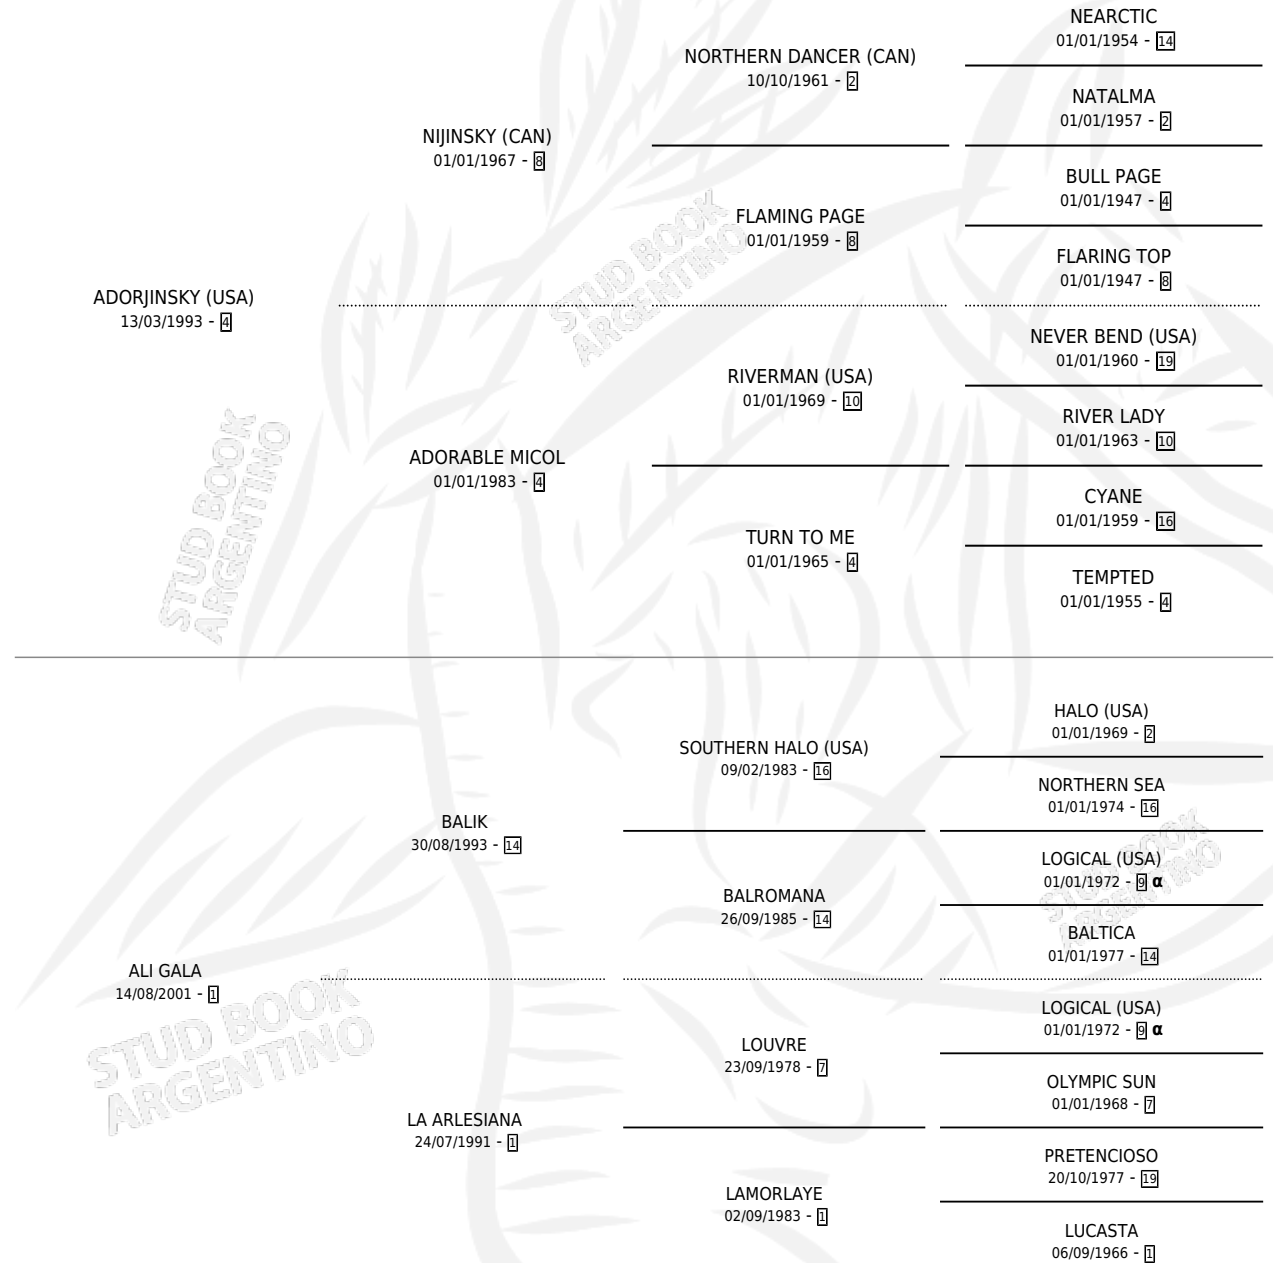 NEARCTIC
01/01/1954 - 14
NORTHERN DANCER (CAN)
10/10/1961 - 2
NATALMA
01/01/1957 - 2
NIJINSKY (CAN)
01/01/1967 - 8
BULL PAGE
01/01/1947 - 4
FLAMING PAGE
01/01/1959 - 8
FLARING TOP
01/01/1947 - 8
STUD BOOK
ARGENTINO
ADORJINSKY (USA)
13/03/1993 - 4
NEVER BEND (USA)
01/01/1960 - 19
RIVERMAN (USA)
01/01/1969 - 10
RIVER LADY
01/01/1963 - 10
ADORABLE MICOL
01/01/1983 - 4
CYANE
01/01/1959 - 16
TURN TO ME
01/01/1965 - 4
TEMPTED
01/01/1955 - 4
STUD BOOK
ARGENTINO
HALO (USA)
01/01/1969 - 2
SOUTHERN HALO (USA)
09/02/1983 - 16
NORTHERN SEA
01/01/1974 - 16
BALIK
30/08/1993 - 14
LOGICAL (USA)
01/01/1972 - 9 α
BALROMANA
26/09/1985 - 14
BALTICA
01/01/1977 - 14
STUD BOOK
ARGENTINO
ALI GALA
14/08/2001 - 1
LOGICAL (USA)
01/01/1972 - 9 α
LOUVRE
23/09/1978 - 7
OLYMPIC SUN
01/01/1968 - 7
STUD BOOK
ARGENTINO
LA ARLESIANA
24/07/1991 - 1
PRETENCIOSO
20/10/1977 - 19
LAMORLAYE
02/09/1983 - 1
LUCASTA
06/09/1966 - 1